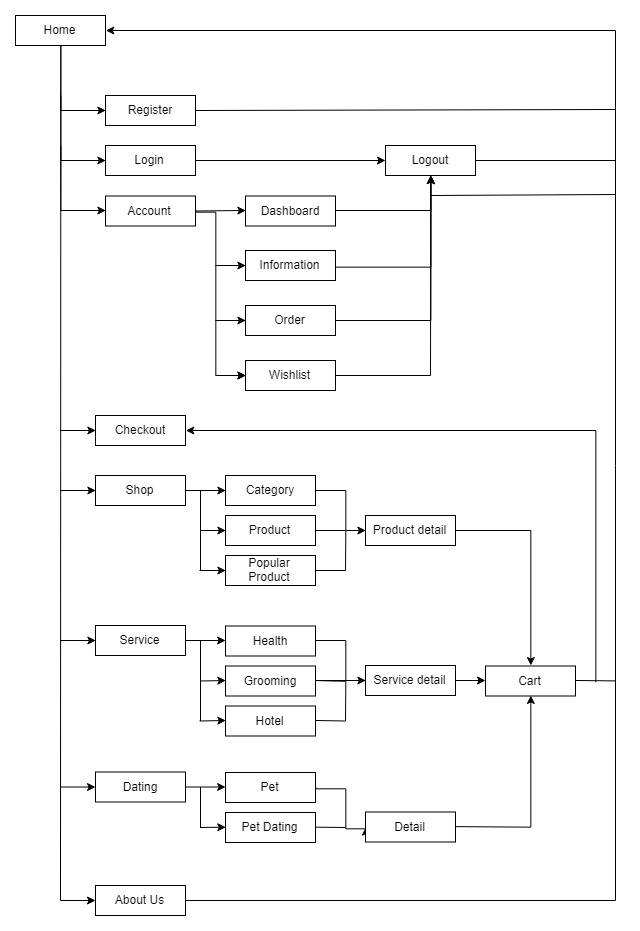 Home
Register
Login
Logout
Account
Dashboard
Information
Order
Wishlist
Checkout
Shop
Category
Product
Product detail
Popular
Product
Service
Health
Grooming
Service detail
Cart
Hotel
Dating
Pet
Pet Dating
Detail
About Us